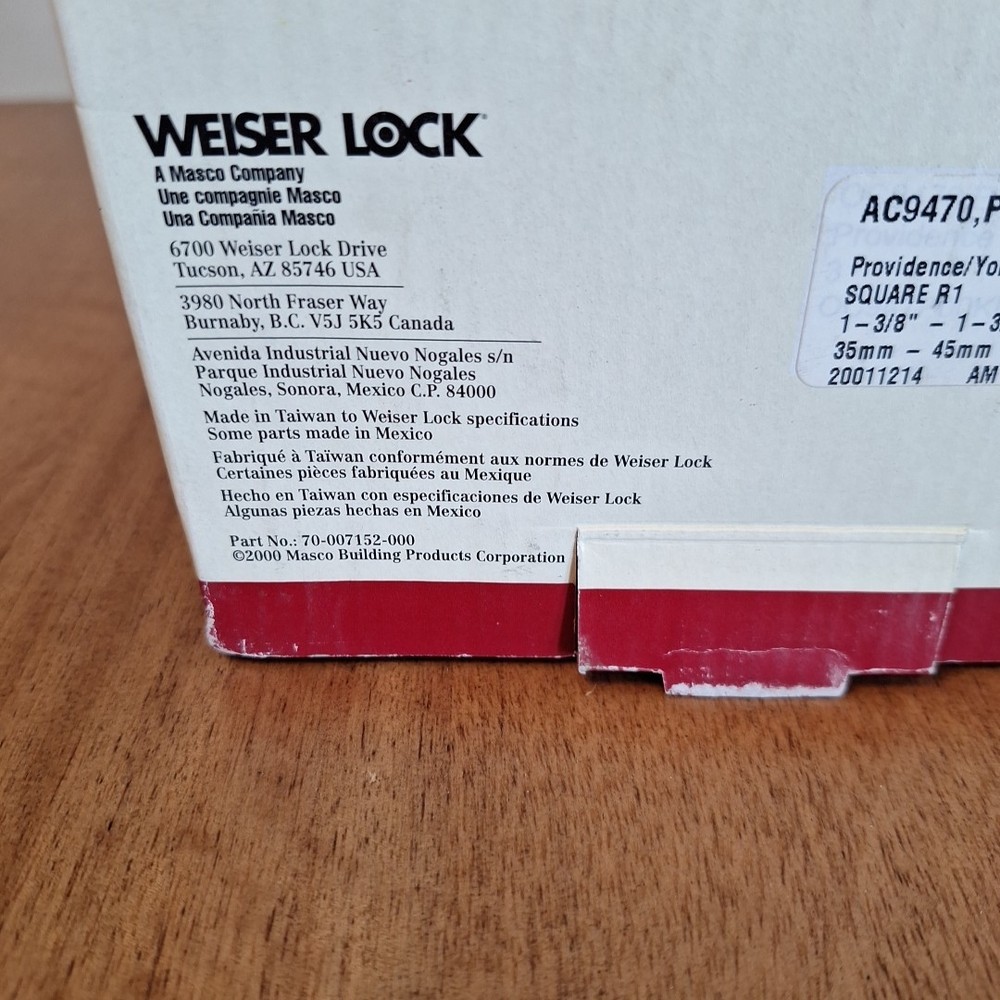 WEISER LOCK
A Masco Company
Une compagnie Masco
Una Compañia Masco
6700 Weiser Lock Drive
Tucson, AZ 85746 USA
3980 North Fraser Way
Burnaby, B.C. V5J 5K5 Canada
Avenida Industrial Nuevo Nogales s/n
Parque Industrial Nuevo Nogales
Nogales, Sonora, Mexico C.P. 84000
Made in Taiwan to Weiser Lock specifications
Some parts made in Mexico
Fabriqué à Taïwan conformément aux normes de Weiser Lock
Certaines pièces fabriquées au Mexique
Hecho en Taiwan con especificaciones de Weiser Lock
Algunas piezas hechas en Mexico
Part No.: 70-007152-000
©2000 Masco Building Products Corporation
AC9470,P
Providence/Yo
SQUARE R1
1-3/8" - 1-3
35mm - 45mm
20011214 AM